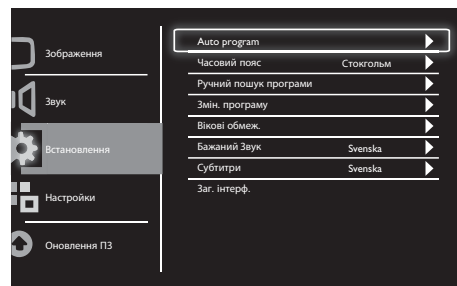 Зображення
Звук
Встановлення
Настройки
Оновлення ПЗ
Auto program
Часовий пояс Стокгольм
Ручний пошук програми
Змін. програму
Вікові обмеж.
Бажаний Звук Svenska
Субтитри Svenska
Заг. інтерф.